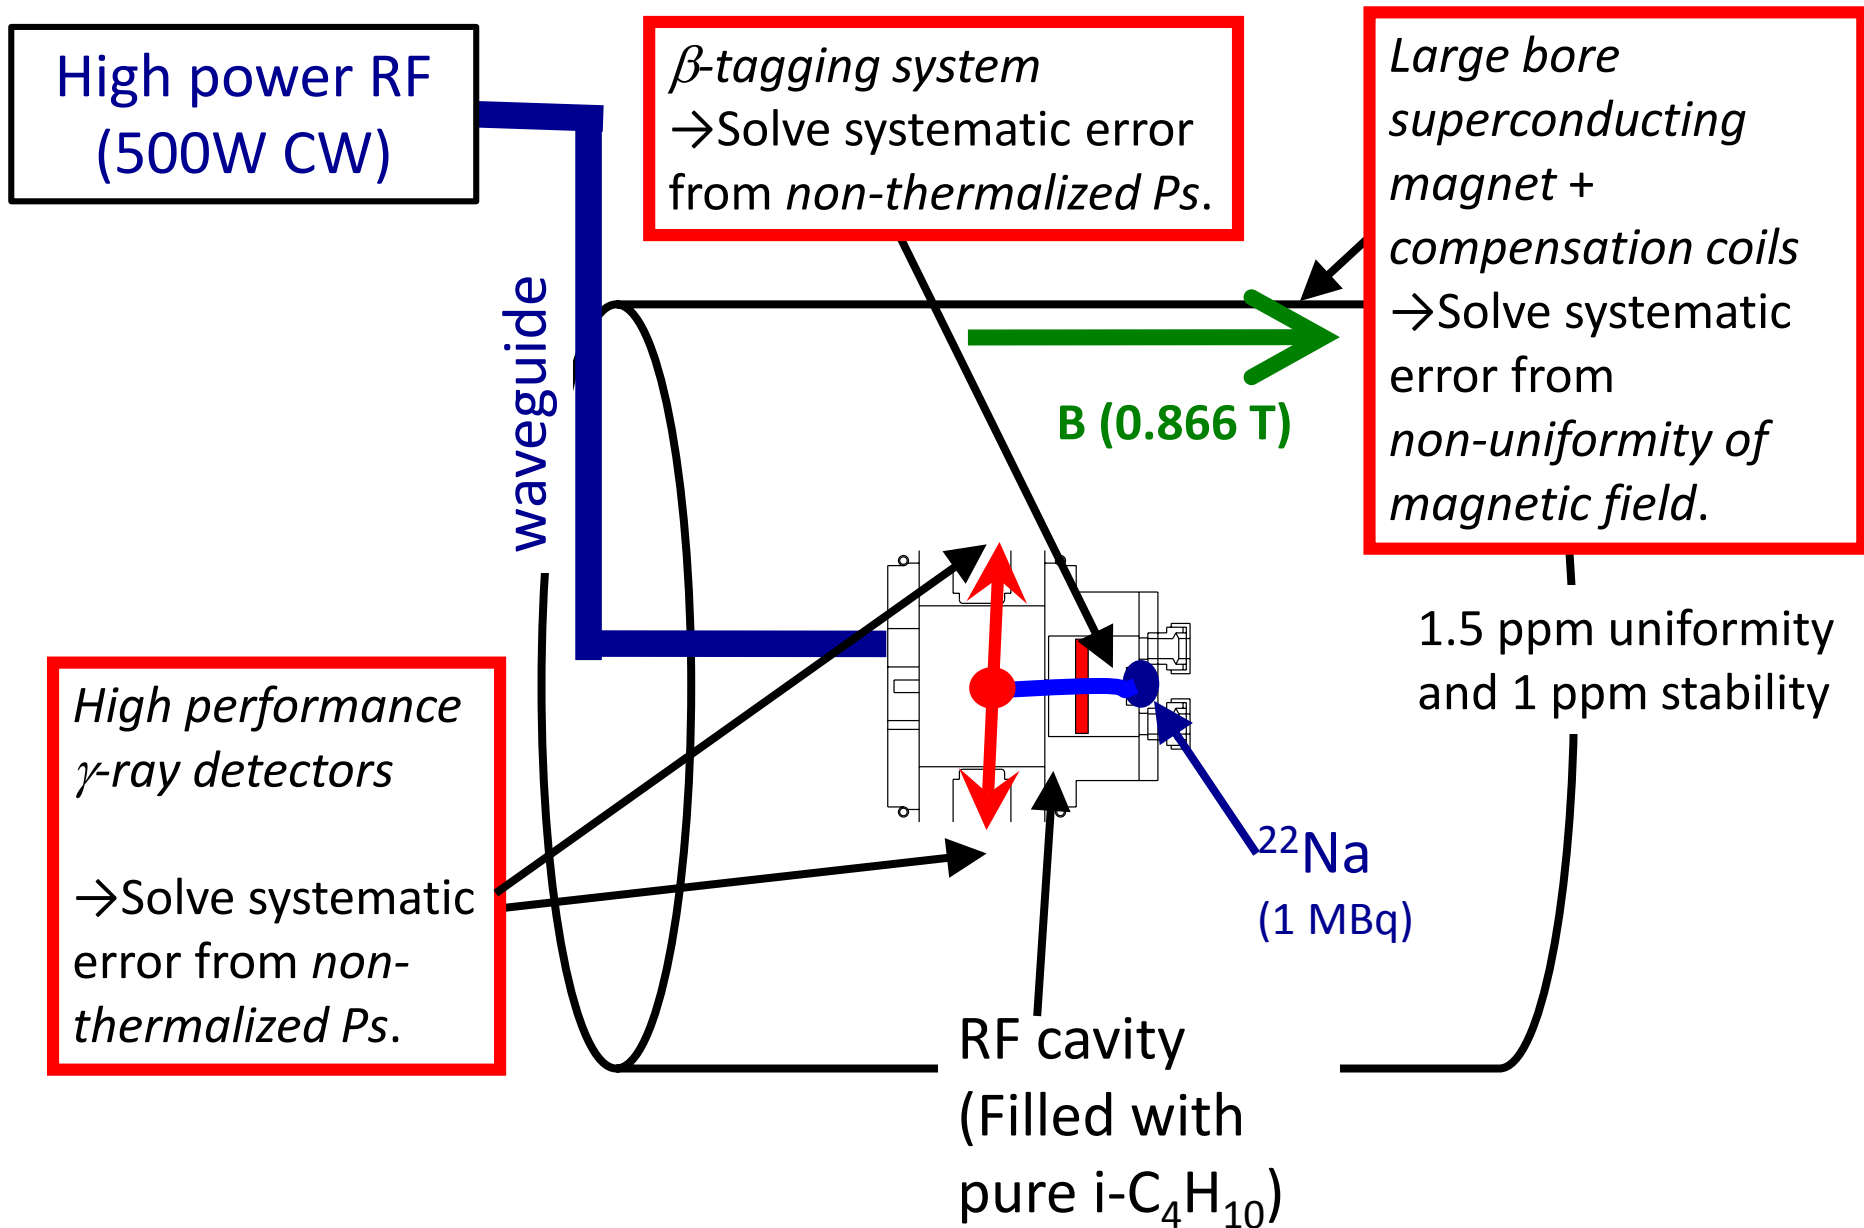 High power RF
(500W CW)
β-tagging system
→Solve systematic error
from non-thermalized Ps.
Large bore
superconducting
magnet +
compensation coils
→Solve systematic
error from
non-uniformity of
magnetic field.
waveguide
B (0.866 T)
1.5 ppm uniformity
and 1 ppm stability
High performance
γ-ray detectors
→Solve systematic
error from non-
thermalized Ps.
²²Na
(1 MBq)
RF cavity
(Filled with
pure i-C₄H₁₀)